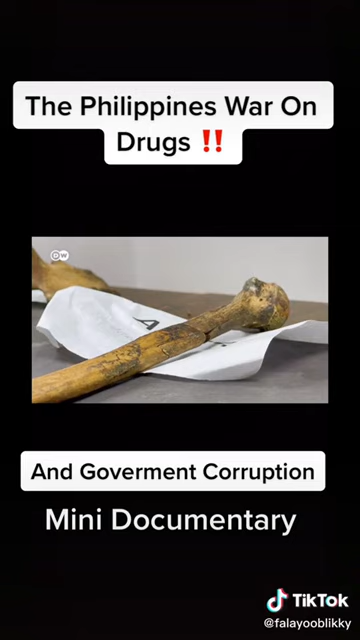 The Philippines War On
Drugs ‼️
DW
A
And Goverment Corruption
Mini Documentary
TikTok
@falayooblikky